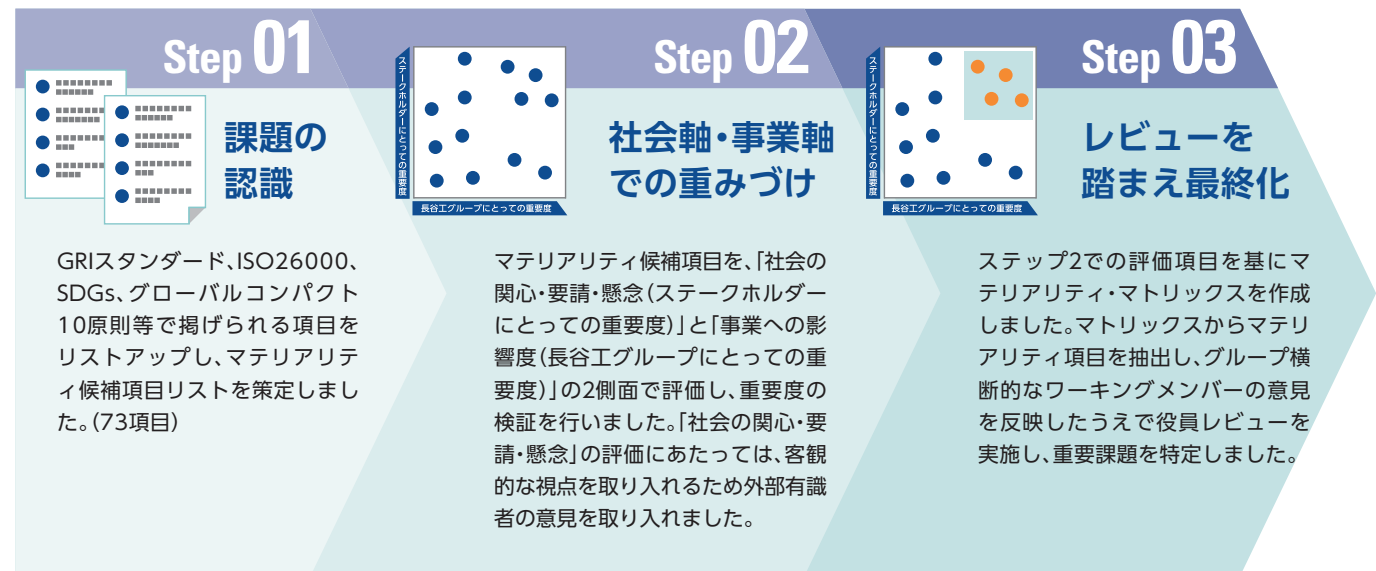 Step 01
課題の
認識
GRIスタンダード、ISO26000、
SDGs、グローバルコンパクト
10原則等で掲げられる項目を
リストアップし、マテリアリテ
ィ候補項目リストを策定しまし
た。（73項目）
Step 02
ステークホルダーにとっての重要度
長谷工グループにとっての重要度
社会軸・事業軸
での重みづけ
マテリアリティ候補項目を、「社会の
関心・要請・懸念（ステークホルダー
にとっての重要度）」と「事業への影
響度（長谷工グループにとっての重
要度）」の2側面で評価し、重要度の
検証を行いました。「社会の関心・要
請・懸念」の評価にあたっては、客観
的な視点を取り入れるため外部有識
者の意見を取り入れました。
Step 03
ステークホルダーにとっての重要度
長谷工グループにとっての重要度
レビューを
踏まえ最終化
ステップ2での評価項目を基にマ
テリアリティ・マトリックスを作成
しました。マトリックスからマテリ
アリティ項目を抽出し、グループ横
断的なワーキングメンバーの意見
を反映したうえで役員レビューを
実施し、重要課題を特定しました。